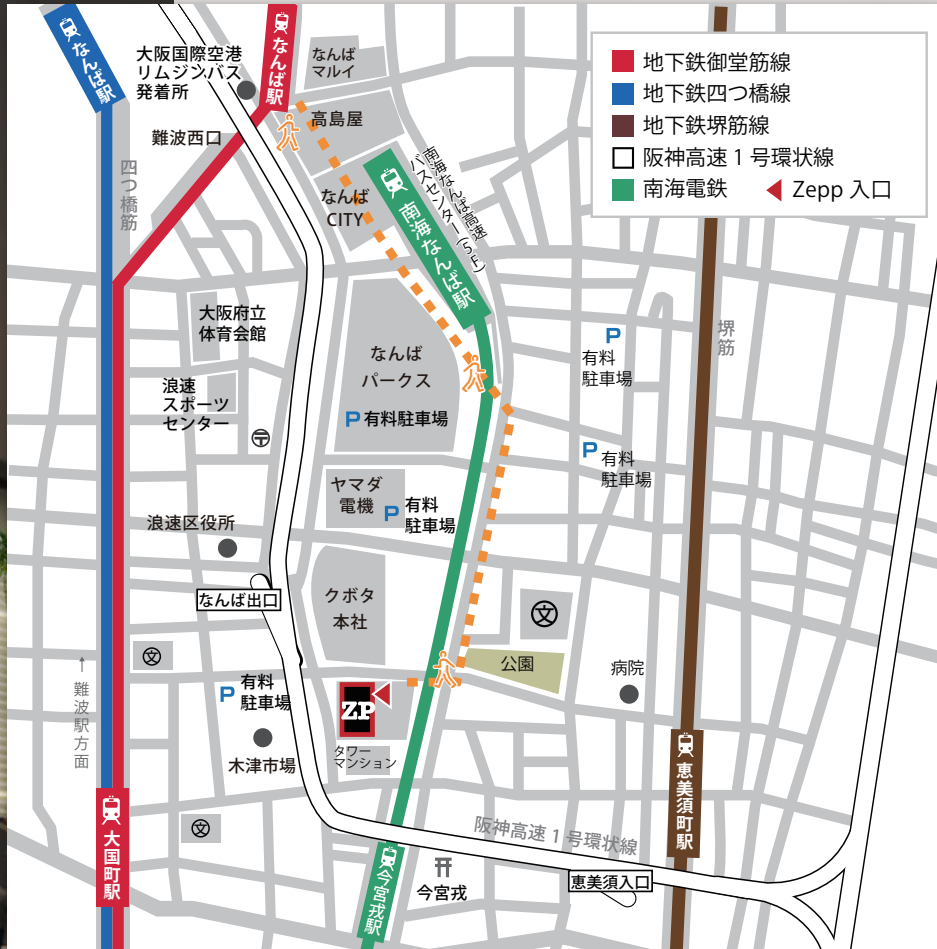 なんば駅
大阪国際空港
リムジンバス
発着所
なんば駅
なんば
マルイ
地下鉄御堂筋線
地下鉄四つ橋線
地下鉄堺筋線
阪神高速1号環状線
南海電鉄
Zepp 入口
難波西口
高島屋
四つ橋筋
なんば
CITY
南海なんば駅
南海なんば高速
バスセンター(5F)
大阪府立
体育会館
堺筋
なんば
パークス
P 有料駐車場
P
有料
駐車場
浪速
スポーツ
センター
〒
P 有料
駐車場
ヤマダ
電機
P 有料
駐車場
浪速区役所
なんば出口
クボタ
本社
文
文
公園
病院
↑難波駅方面
P 有料
駐車場
ZP
木津市場
タワー
マンション
恵美須町駅
大国町駅
文
阪神高速1号環状線
今宮戎駅
今宮戎
恵美須入口